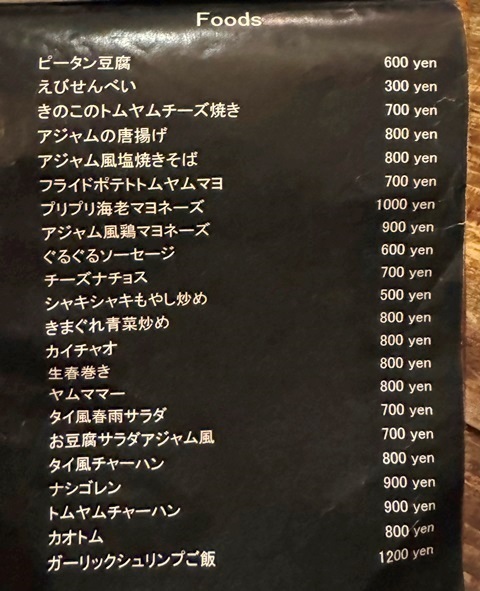 Foods
ピータン豆腐 600 yen
えびせんべい 300 yen
きのこのトムヤムチーズ焼き 700 yen
アジャムの唐揚げ 800 yen
アジャム風塩焼きそば 800 yen
フライドポテトトムヤムマヨ 700 yen
プリプリ海老マヨネーズ 1000 yen
アジャム風鶏マヨネーズ 900 yen
ぐるぐるソーセージ 600 yen
チーズナチョス 700 yen
シャキシャキもやし炒め 500 yen
きまぐれ青菜炒め 800 yen
カイチャオ 800 yen
生春巻き 800 yen
ヤムママー 800 yen
タイ風春雨サラダ 700 yen
お豆腐サラダアジャム風 700 yen
タイ風チャーハン 800 yen
ナシゴレン 900 yen
トムヤムチャーハン 900 yen
カオトム 800 yen
ガーリックシュリンプご飯 1200 yen